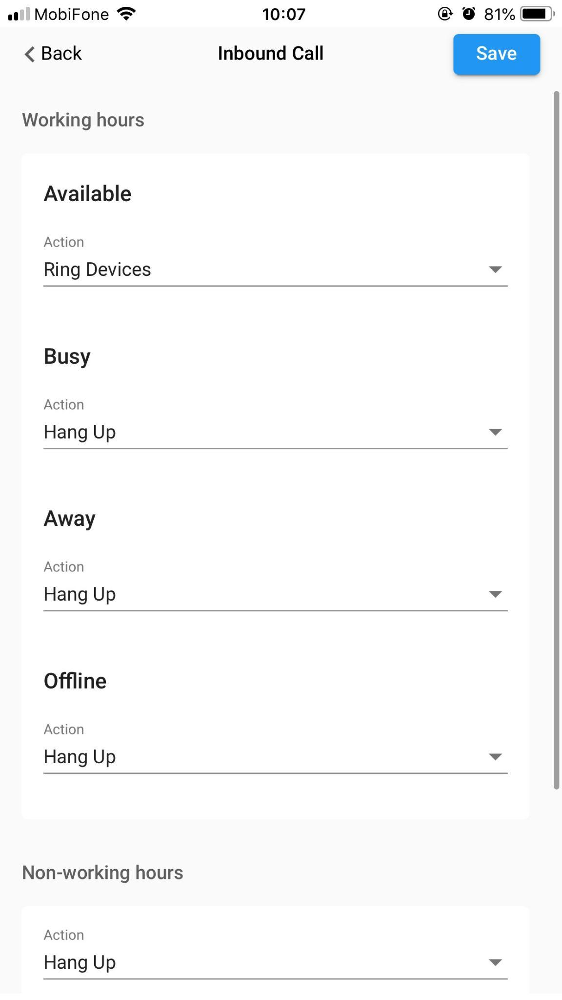 MobiFone 10:07 81%
Back Inbound Call Save
Working hours
Available
Action
Ring Devices
Busy
Action
Hang Up
Away
Action
Hang Up
Offline
Action
Hang Up
Non-working hours
Action
Hang Up